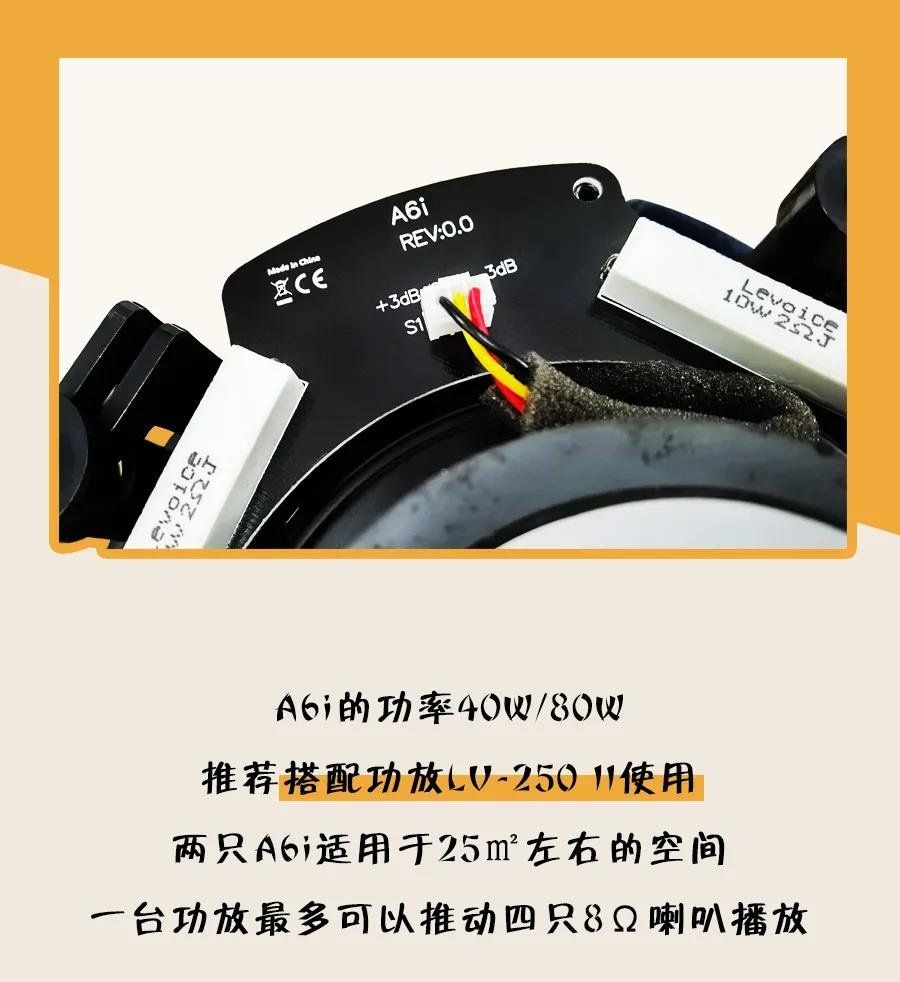 A6i
REV:0.0
Made in China
CE
+3dB
3dB
S1
Levoice
10W 2ΩJ
Levoice
W 2ΩJ
A6i的功率40W/80W
推荐搭配功放LV-250 II使用
两只A6i适用于25㎡左右的空间
一台功放最多可以推动四只8Ω喇叭播放